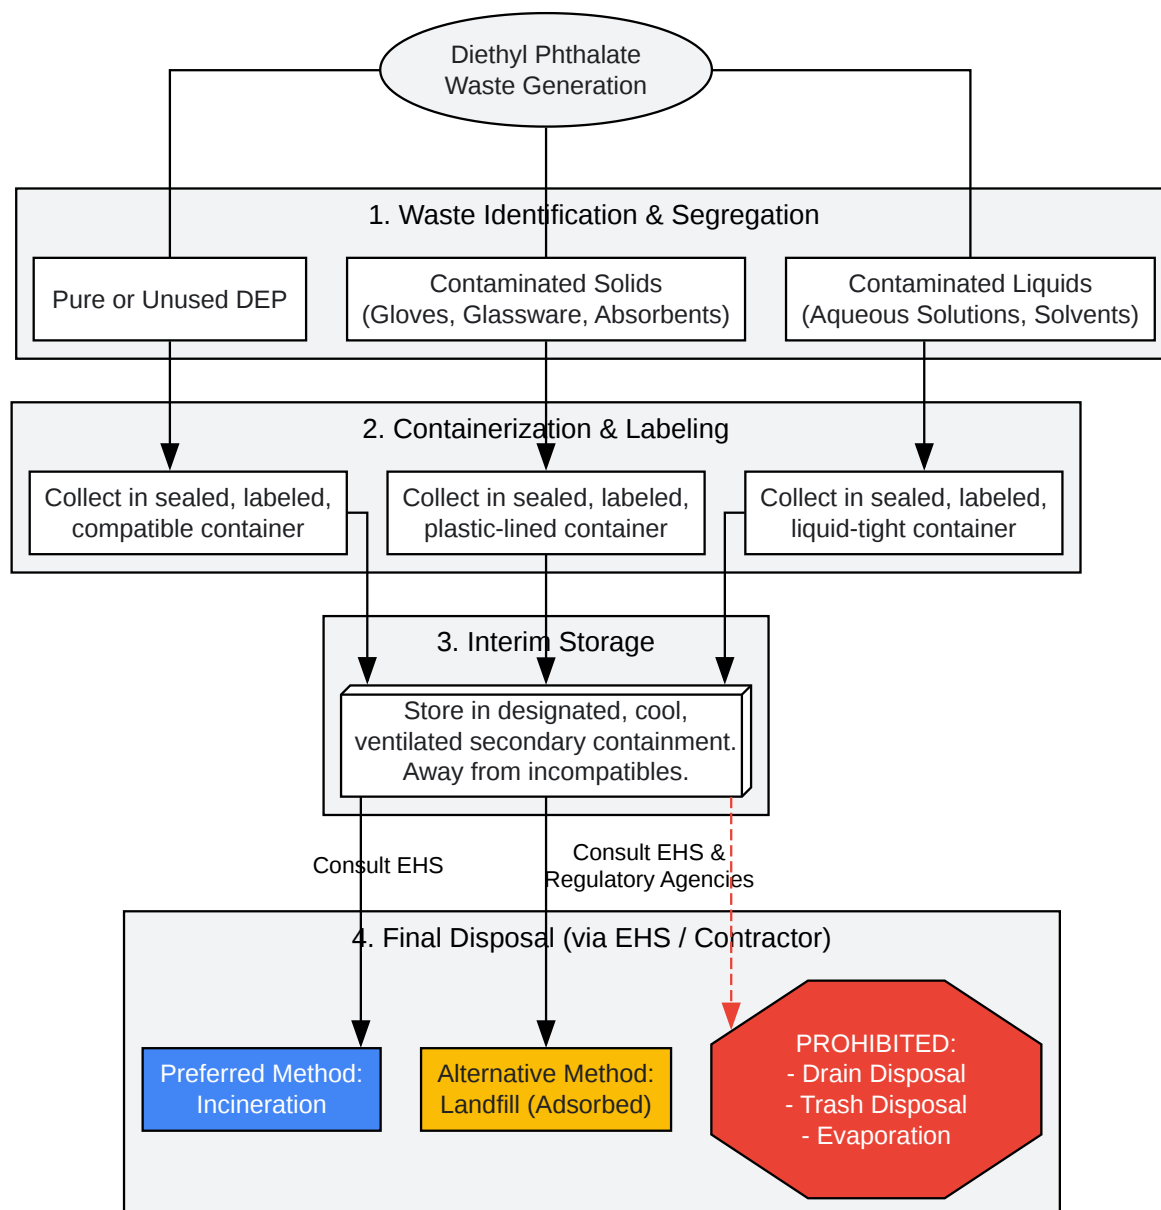 Diethyl Phthalate
Waste Generation
1. Waste Identification & Segregation
Pure or Unused DEP
Contaminated Solids
(Gloves, Glassware, Absorbents)
Contaminated Liquids
(Aqueous Solutions, Solvents)
2. Containerization & Labeling
Collect in sealed, labeled,
compatible container
Collect in sealed, labeled,
plastic-lined container
Collect in sealed, labeled,
liquid-tight container
3. Interim Storage
Store in designated, cool,
ventilated secondary containment.
Away from incompatibles.
Consult EHS
Consult EHS &
Regulatory Agencies
4. Final Disposal (via EHS / Contractor)
Preferred Method:
Incineration
Alternative Method:
Landfill (Adsorbed)
PROHIBITED:
- Drain Disposal
- Trash Disposal
- Evaporation